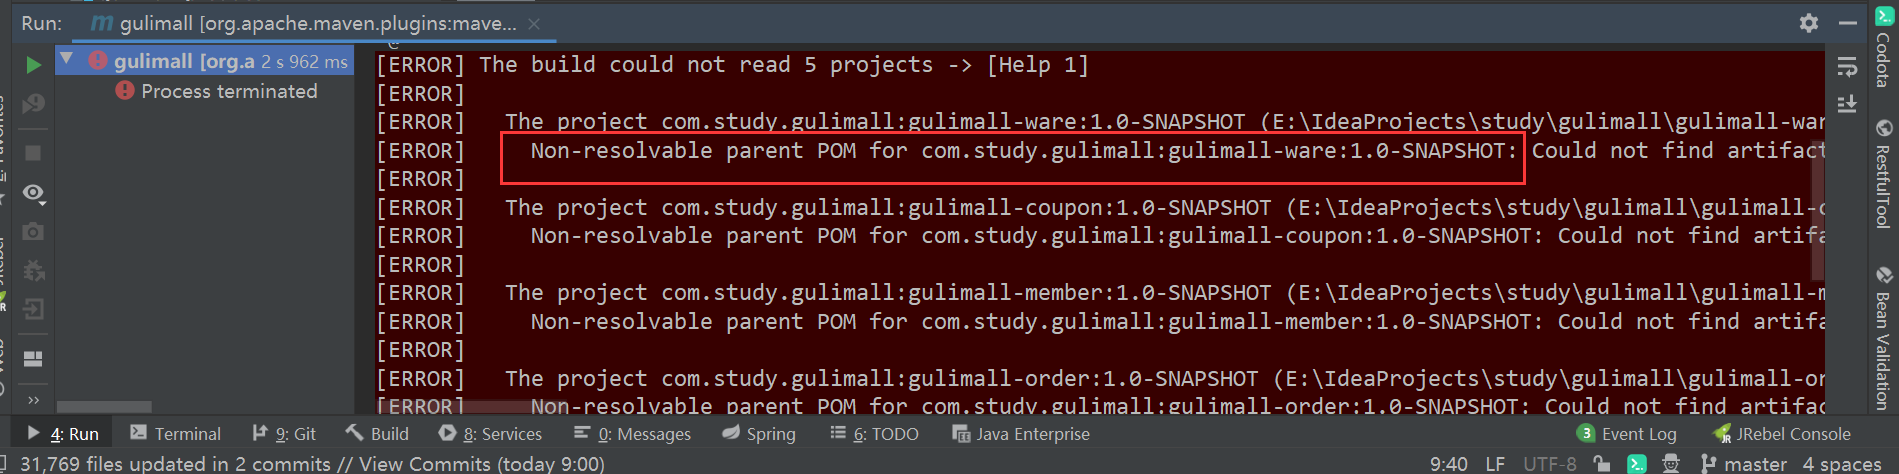 Run: gulimall [org.apache.maven.plugins:mave...
gulimall [org.a 2 s 962 ms
Process terminated
[ERROR] The build could not read 5 projects -> [Help 1]
[ERROR]
[ERROR] The project com.study.gulimall:gulimall-ware:1.0-SNAPSHOT (E:\IdeaProjects\study\gulimall\gulimall-war
[ERROR] Non-resolvable parent POM for com.study.gulimall:gulimall-ware:1.0-SNAPSHOT: Could not find artifact
[ERROR]
[ERROR] The project com.study.gulimall:gulimall-coupon:1.0-SNAPSHOT (E:\IdeaProjects\study\gulimall\gulimall-c
[ERROR] Non-resolvable parent POM for com.study.gulimall:gulimall-coupon:1.0-SNAPSHOT: Could not find artifa
[ERROR]
[ERROR] The project com.study.gulimall:gulimall-member:1.0-SNAPSHOT (E:\IdeaProjects\study\gulimall\gulimall-m
[ERROR] Non-resolvable parent POM for com.study.gulimall:gulimall-member:1.0-SNAPSHOT: Could not find artifa
[ERROR]
[ERROR] The project com.study.gulimall:gulimall-order:1.0-SNAPSHOT (E:\IdeaProjects\study\gulimall\gulimall-or
[ERROR] Non-resolvable parent POM for com.study.gulimall:gulimall-order:1.0-SNAPSHOT: Could not find artifac
Codota
RestfulTool
Bean Validation
2: Favorites
JRebel
Web
4: Run Terminal 9: Git Build 8: Services 0: Messages Spring 6: TODO Java Enterprise 3 Event Log JRebel Console
31,769 files updated in 2 commits // View Commits (today 9:00) 9:40 LF UTF-8 master 4 spaces